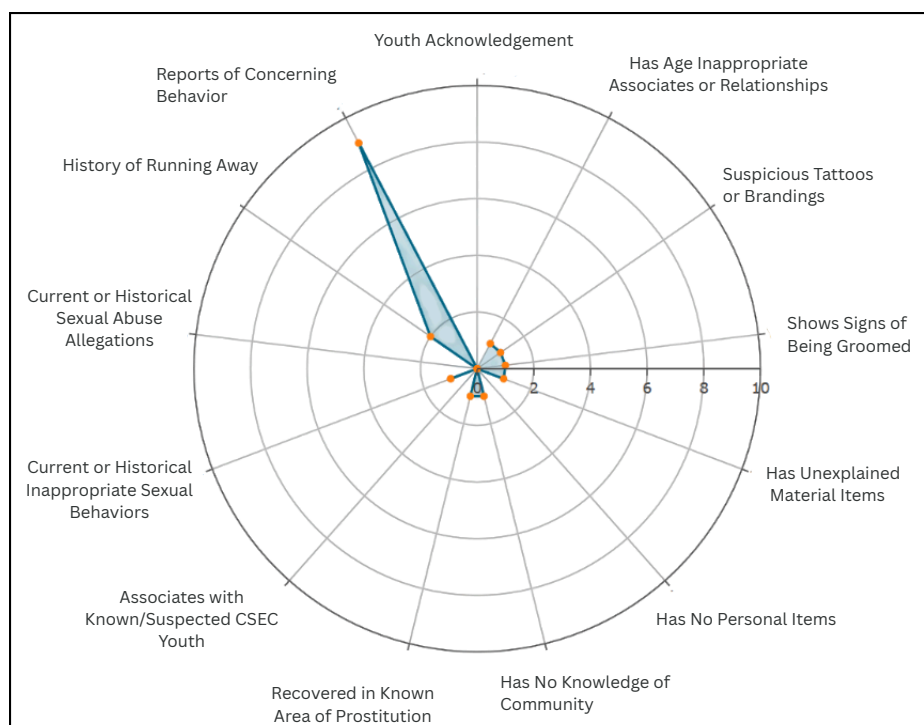 Youth Acknowledgement
Has Age Inappropriate
Associates or Relationships
Suspicious Tattoos
or Brandings
Shows Signs of
Being Groomed
Has Unexplained
Material Items
Has No Personal Items
Has No Knowledge of
Community
Recovered in Known
Area of Prostitution
Associates with
Known/Suspected CSEC
Youth
Current or Historical
Inappropriate Sexual
Behaviors
Current or Historical
Sexual Abuse
Allegations
History of Running Away
Reports of Concerning
Behavior
0 2 4 6 8 10